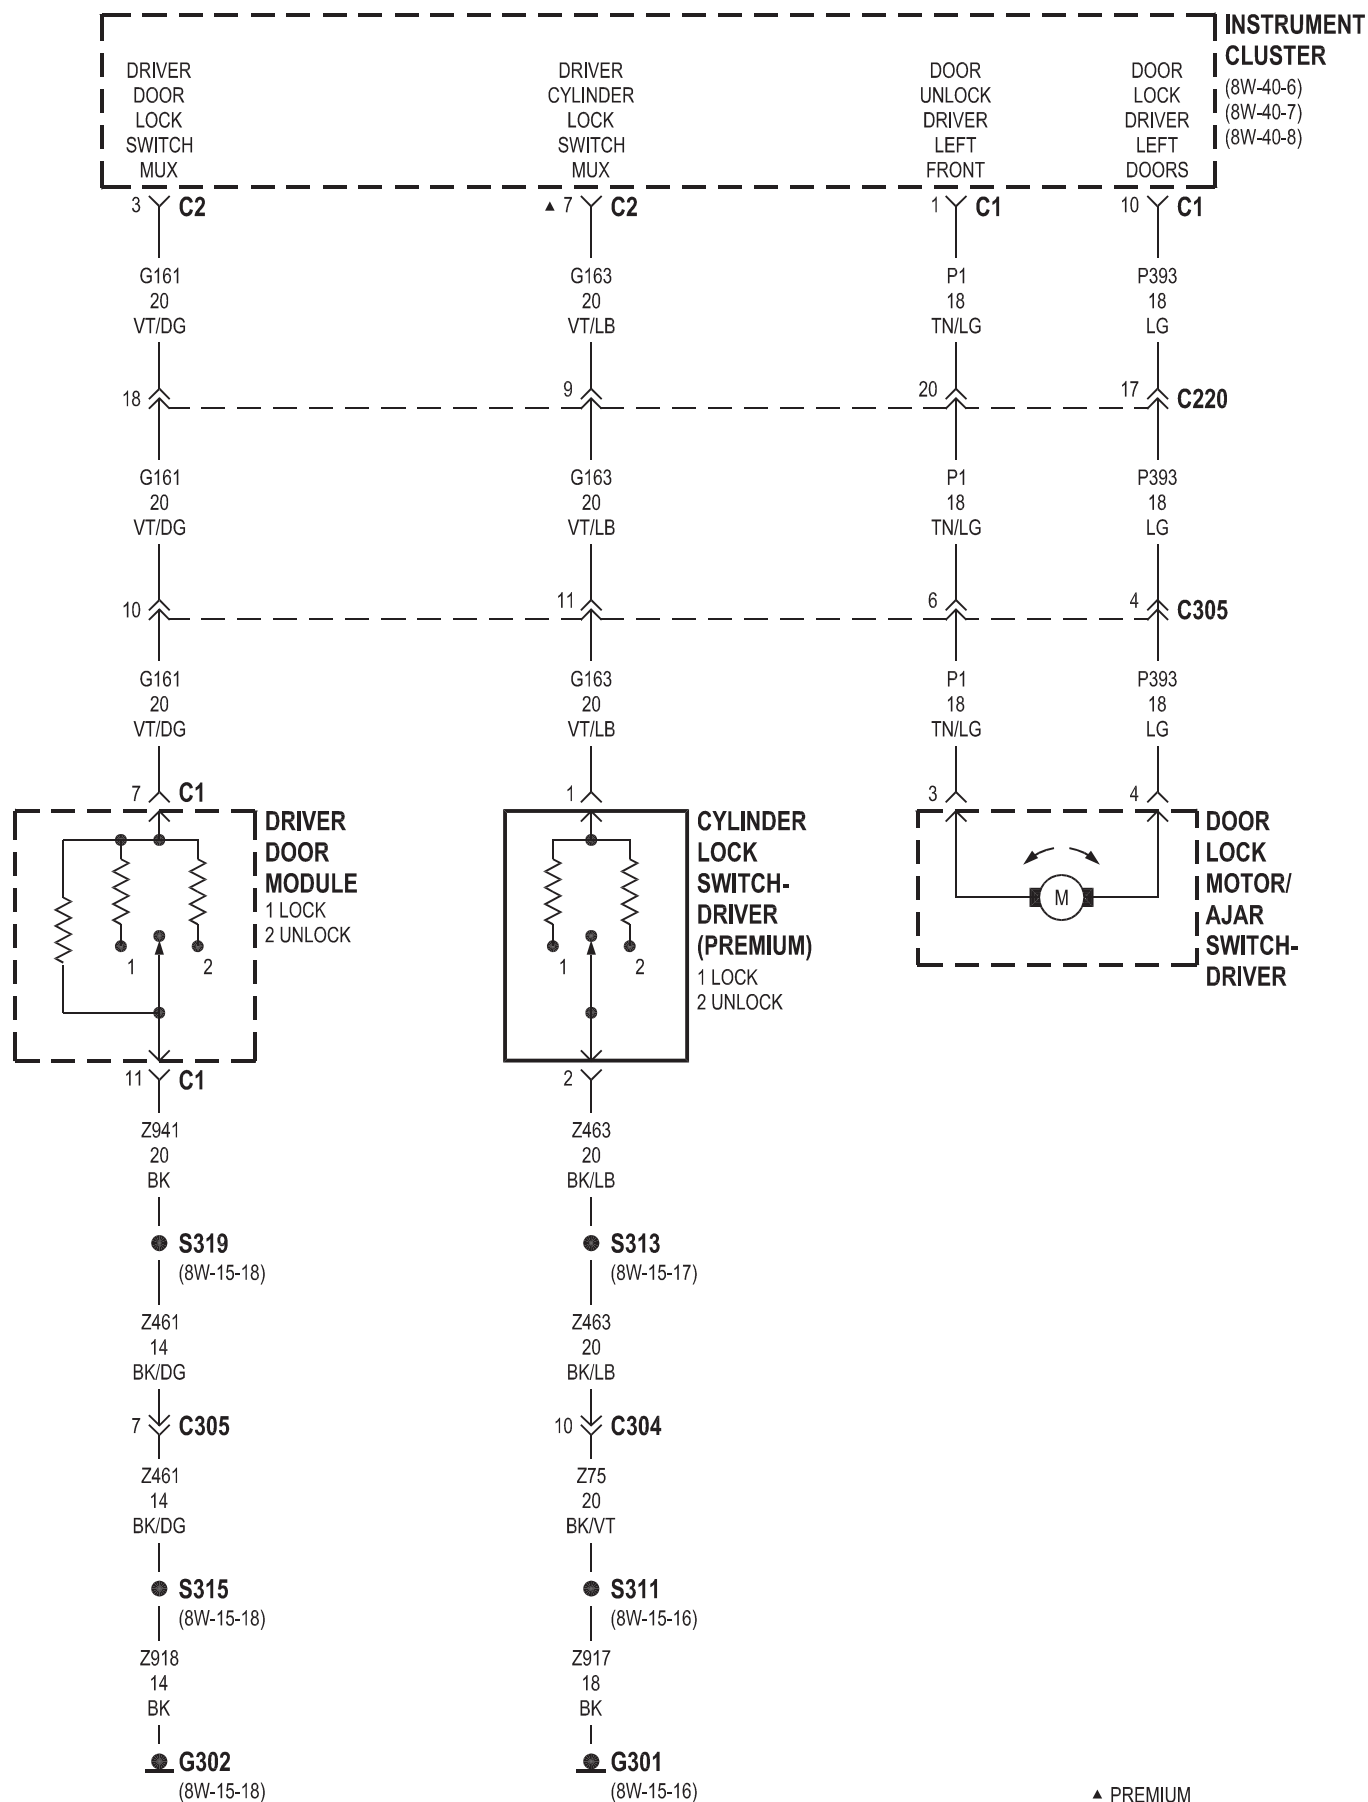 INSTRUMENT
CLUSTER
(8W-40-6)
(8W-40-7)
(8W-40-8)
DRIVER
DOOR
LOCK
SWITCH
MUX
DRIVER
CYLINDER
LOCK
SWITCH
MUX
DOOR
UNLOCK
DRIVER
LEFT
FRONT
DOOR
LOCK
DRIVER
LEFT
DOORS
3 C2
▲ 7 C2
1 C1
10 C1
G161
20
VT/DG
G163
20
VT/LB
P1
18
TN/LG
P393
18
LG
18
9
20
17
C220
G161
20
VT/DG
G163
20
VT/LB
P1
18
TN/LG
P393
18
LG
10
11
6
4
C305
G161
20
VT/DG
G163
20
VT/LB
P1
18
TN/LG
P393
18
LG
7 C1
1
3
4
DRIVER
DOOR
MODULE
1 LOCK
2 UNLOCK
1
2
CYLINDER
LOCK
SWITCH-
DRIVER
(PREMIUM)
1 LOCK
2 UNLOCK
1
2
M
DOOR
LOCK
MOTOR/
AJAR
SWITCH-
DRIVER
11 C1
2
Z941
20
BK
Z463
20
BK/LB
S319
(8W-15-18)
S313
(8W-15-17)
Z461
14
BK/DG
Z463
20
BK/LB
7 C305
10 C304
Z461
14
BK/DG
Z75
20
BK/VT
S315
(8W-15-18)
S311
(8W-15-16)
Z918
14
BK
Z917
18
BK
G302
(8W-15-18)
G301
(8W-15-16)
▲ PREMIUM